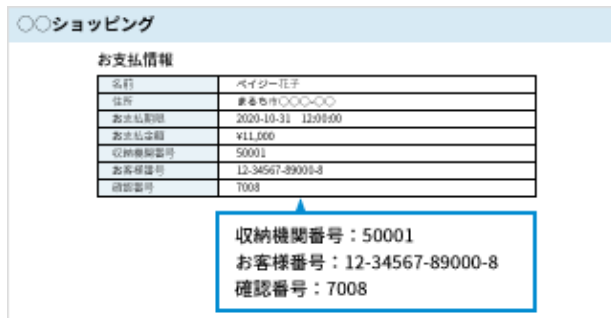 ○○ショッピング
お支払情報
名前 ペイジー花子
住所 まるち市○○○-○○
お支払期限 2020-10-31 12:00:00
お支払金額 ¥11,000
収納機関番号 50001
お客様番号 12-34567-89000-8
確認番号 7008
収納機関番号：50001
お客様番号：12-34567-89000-8
確認番号：7008